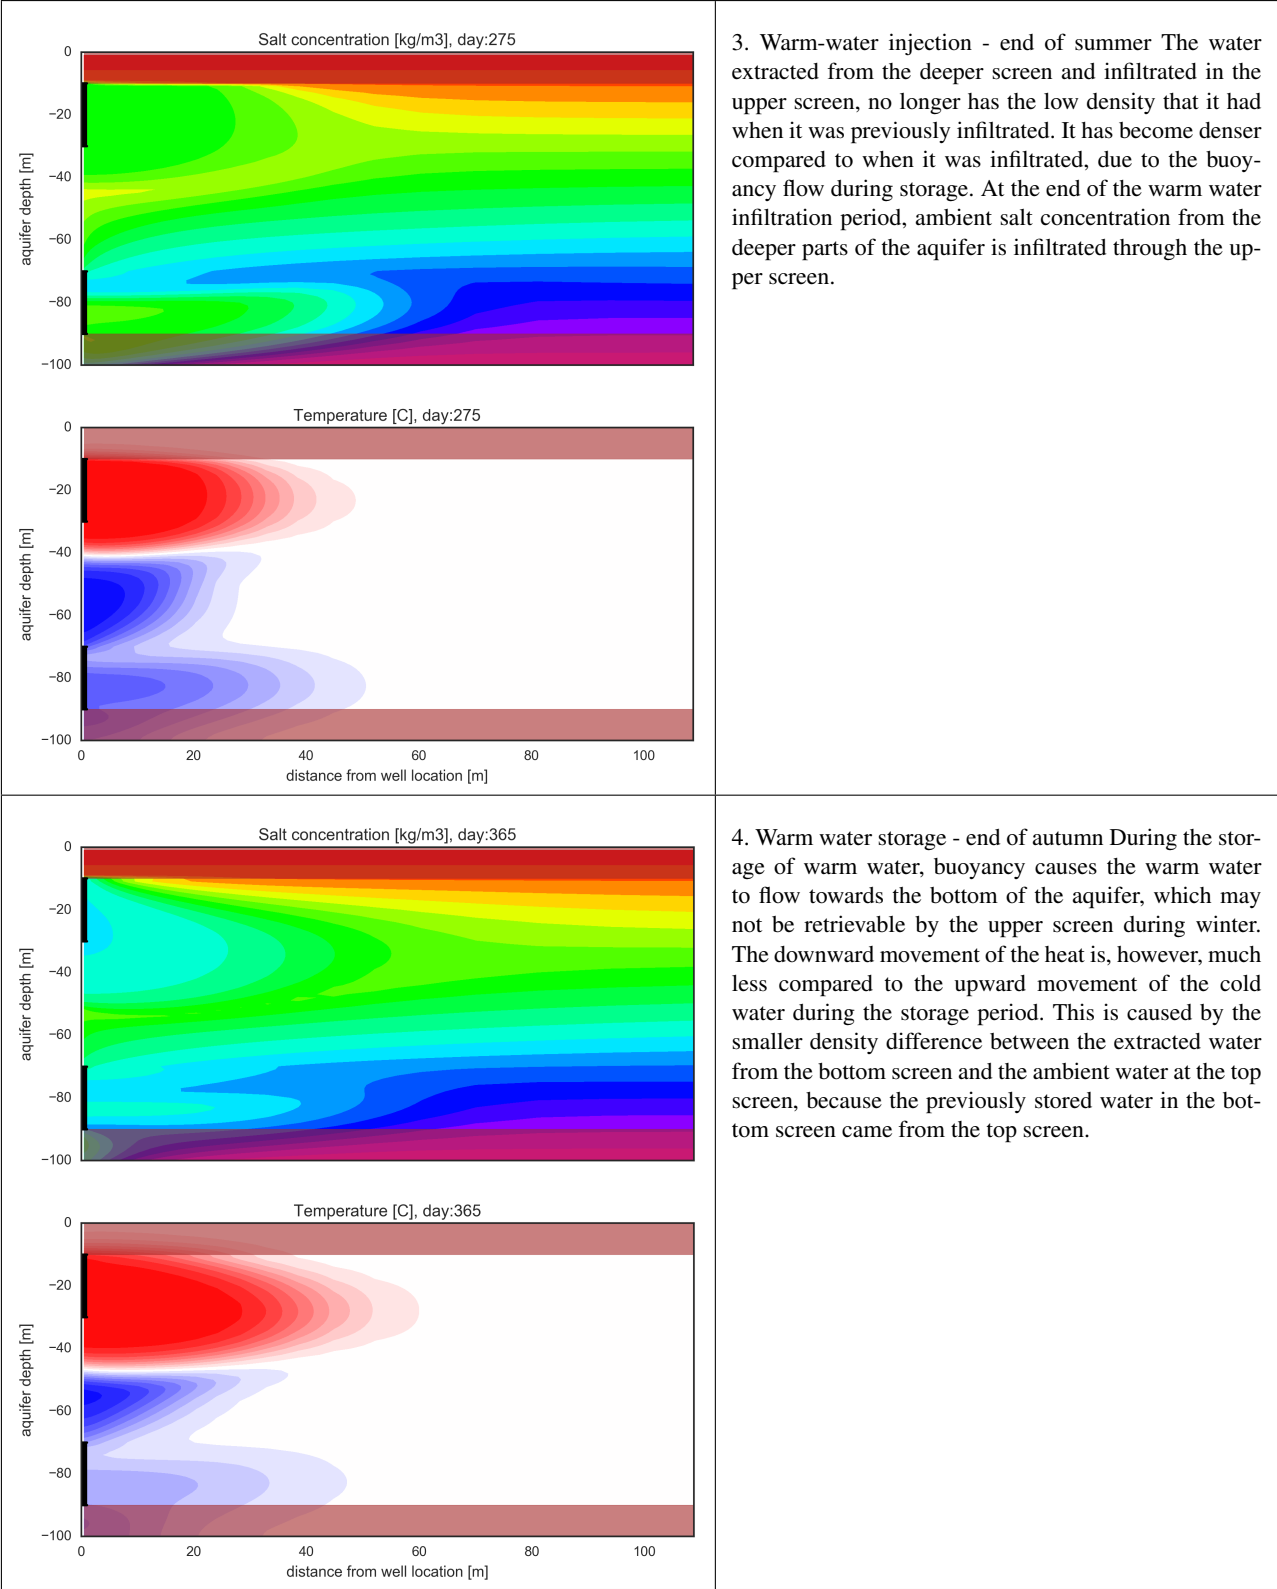 Salt concentration [kg/m3], day:275
0
−20
−40
−60
−80
−100
aquifer depth [m]
Temperature [C], day:275
0
−20
−40
−60
−80
−100
aquifer depth [m]
0 20 40 60 80 100
distance from well location [m]
3. Warm-water injection - end of summer The water
extracted from the deeper screen and infiltrated in the
upper screen, no longer has the low density that it had
when it was previously infiltrated. It has become denser
compared to when it was infiltrated, due to the buoy-
ancy flow during storage. At the end of the warm water
infiltration period, ambient salt concentration from the
deeper parts of the aquifer is infiltrated through the up-
per screen.
Salt concentration [kg/m3], day:365
0
−20
−40
−60
−80
−100
aquifer depth [m]
Temperature [C], day:365
0
−20
−40
−60
−80
−100
aquifer depth [m]
0 20 40 60 80 100
distance from well location [m]
4. Warm water storage - end of autumn During the stor-
age of warm water, buoyancy causes the warm water
to flow towards the bottom of the aquifer, which may
not be retrievable by the upper screen during winter.
The downward movement of the heat is, however, much
less compared to the upward movement of the cold
water during the storage period. This is caused by the
smaller density difference between the extracted water
from the bottom screen and the ambient water at the top
screen, because the previously stored water in the bot-
tom screen came from the top screen.